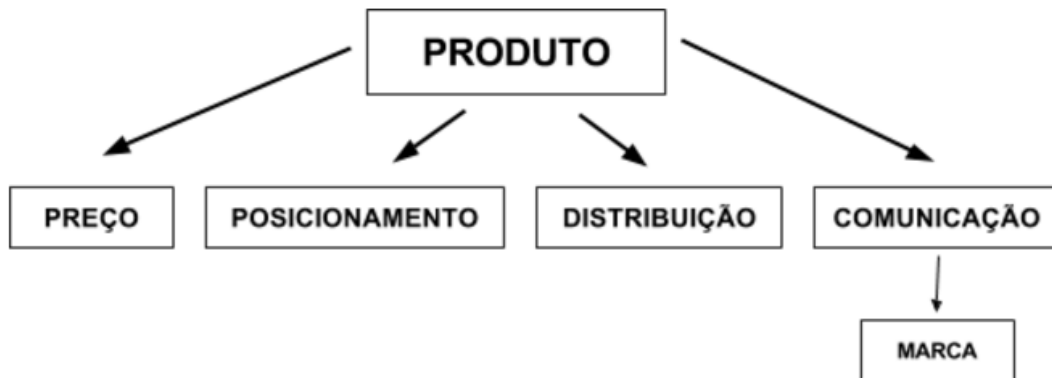 PRODUTO
PREÇO
POSICIONAMENTO
DISTRIBUIÇÃO
COMUNICAÇÃO
MARCA